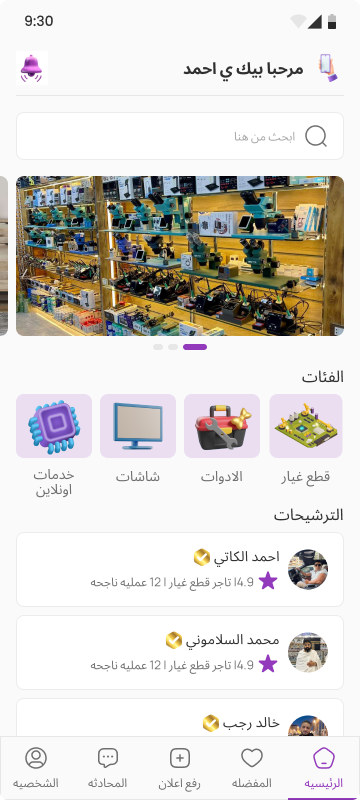 9:30
مرحبا بيك ي احمد
ابحث من هنا
الفئات
قطع غيار
الادوات
شاشات
خدمات
اونلاين
الترشيحات
احمد الكاتي
4.9| تاجر قطع غيار | 12 عمليه ناجحه
محمد السلاموني
4.9| تاجر قطع غيار | 12 عمليه ناجحه
خالد رجب
الرئيسيه
المفضله
رفع اعلان
المحادثه
الشخصيه